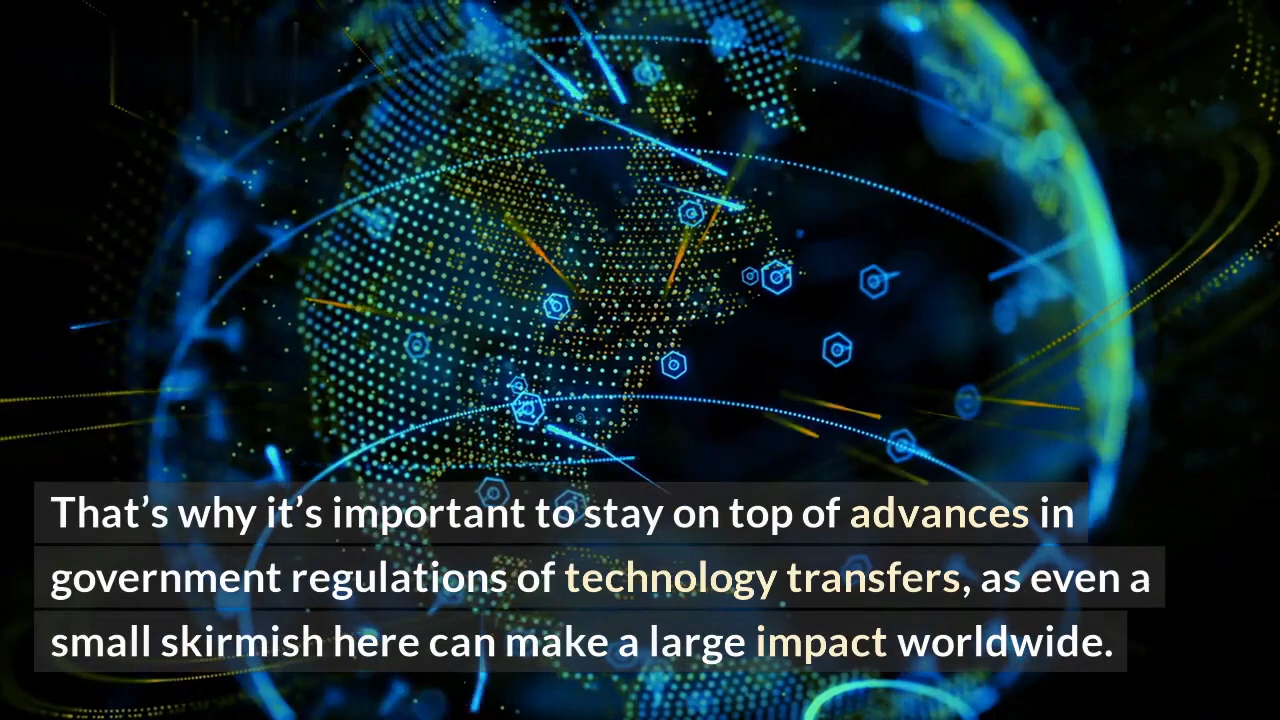 That’s why it’s important to stay on top of advances in
government regulations of technology transfers, as even a
small skirmish here can make a large impact worldwide.